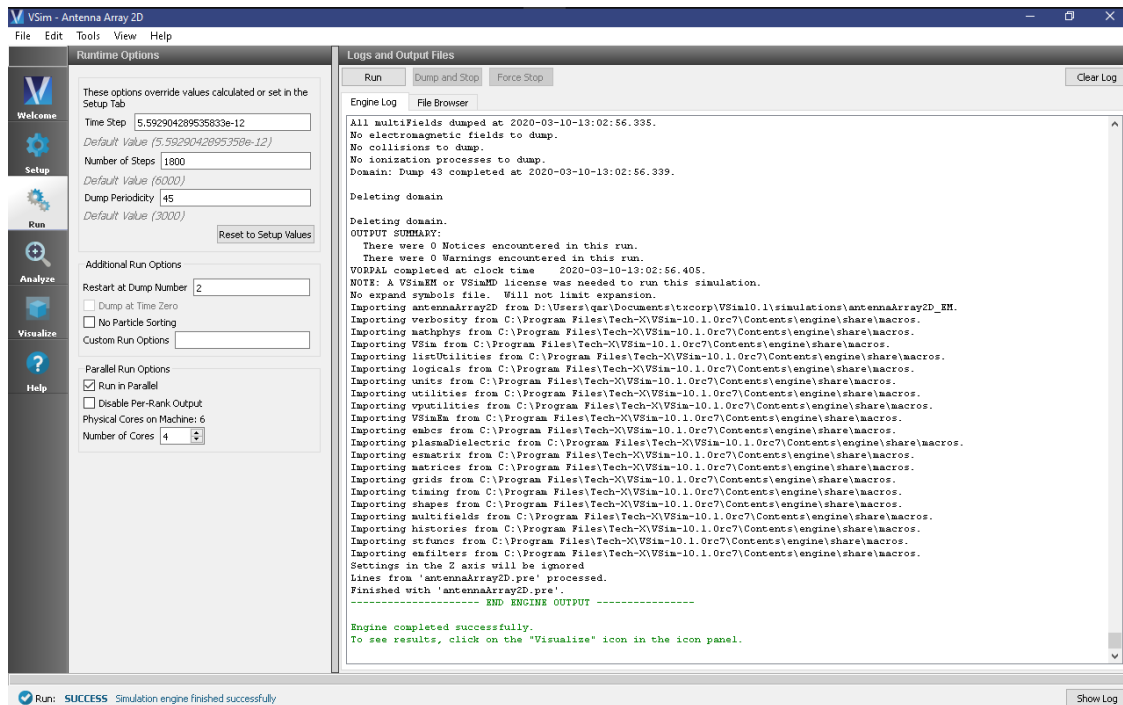 VSim - Antenna Array 2D
File Edit Tools View Help
Welcome
Setup
Run
Analyze
Visualize
Help
Runtime Options
These options override values calculated or set in the
Setup Tab
Time Step 5.592904289535833e-12
Default Value (5.5929042895358e-12)
Number of Steps 1800
Default Value (6000)
Dump Periodicity 45
Default Value (3000)
Reset to Setup Values
Additional Run Options
Restart at Dump Number 2
Dump at Time Zero
No Particle Sorting
Custom Run Options
Parallel Run Options
Run in Parallel
Disable Per-Rank Output
Physical Cores on Machine: 6
Number of Cores 4
Logs and Output Files
Run Dump and Stop Force Stop Clear Log
Engine Log File Browser
All multiFields dumped at 2020-03-10-13:02:56.335.
No electromagnetic fields to dump.
No collisions to dump.
No ionization processes to dump.
Domain: Dump 43 completed at 2020-03-10-13:02:56.339.
Deleting domain
Deleting domain.
OUTPUT SUMMARY:
There were 0 Notices encountered in this run.
There were 0 Warnings encountered in this run.
VORPAL completed at clock time 2020-03-10-13:02:56.405.
NOTE: A VSimEM or VSimMD license was needed to run this simulation.
No expand symbols file. Will not limit expansion.
Importing antennaArray2D from D:\Users\qar\Documents\txcorp\VSim10.1\simulations\antennaArray2D_EM.
Importing verbosity from C:\Program Files\Tech-X\VSim-10.1.0rc7\Contents\engine\share\macros.
Importing mathphys from C:\Program Files\Tech-X\VSim-10.1.0rc7\Contents\engine\share\macros.
Importing VSim from C:\Program Files\Tech-X\VSim-10.1.0rc7\Contents\engine\share\macros.
Importing listUtilities from C:\Program Files\Tech-X\VSim-10.1.0rc7\Contents\engine\share\macros.
Importing logicals from C:\Program Files\Tech-X\VSim-10.1.0rc7\Contents\engine\share\macros.
Importing units from C:\Program Files\Tech-X\VSim-10.1.0rc7\Contents\engine\share\macros.
Importing utilities from C:\Program Files\Tech-X\VSim-10.1.0rc7\Contents\engine\share\macros.
Importing vputilities from C:\Program Files\Tech-X\VSim-10.1.0rc7\Contents\engine\share\macros.
Importing VSimEm from C:\Program Files\Tech-X\VSim-10.1.0rc7\Contents\engine\share\macros.
Importing embcs from C:\Program Files\Tech-X\VSim-10.1.0rc7\Contents\engine\share\macros.
Importing plasmaDielectric from C:\Program Files\Tech-X\VSim-10.1.0rc7\Contents\engine\share\macros.
Importing esmatrix from C:\Program Files\Tech-X\VSim-10.1.0rc7\Contents\engine\share\macros.
Importing matrices from C:\Program Files\Tech-X\VSim-10.1.0rc7\Contents\engine\share\macros.
Importing grids from C:\Program Files\Tech-X\VSim-10.1.0rc7\Contents\engine\share\macros.
Importing timing from C:\Program Files\Tech-X\VSim-10.1.0rc7\Contents\engine\share\macros.
Importing shapes from C:\Program Files\Tech-X\VSim-10.1.0rc7\Contents\engine\share\macros.
Importing multifields from C:\Program Files\Tech-X\VSim-10.1.0rc7\Contents\engine\share\macros.
Importing histories from C:\Program Files\Tech-X\VSim-10.1.0rc7\Contents\engine\share\macros.
Importing stfuncs from C:\Program Files\Tech-X\VSim-10.1.0rc7\Contents\engine\share\macros.
Importing emfilters from C:\Program Files\Tech-X\VSim-10.1.0rc7\Contents\engine\share\macros.
Settings in the Z axis will be ignored
Lines from 'antennaArray2D.pre' processed.
Finished with 'antennaArray2D.pre'.
--------------------- END ENGINE OUTPUT ----------------
Engine completed successfully.
To see results, click on the "Visualize" icon in the icon panel.
Run: SUCCESS Simulation engine finished successfully
Show Log